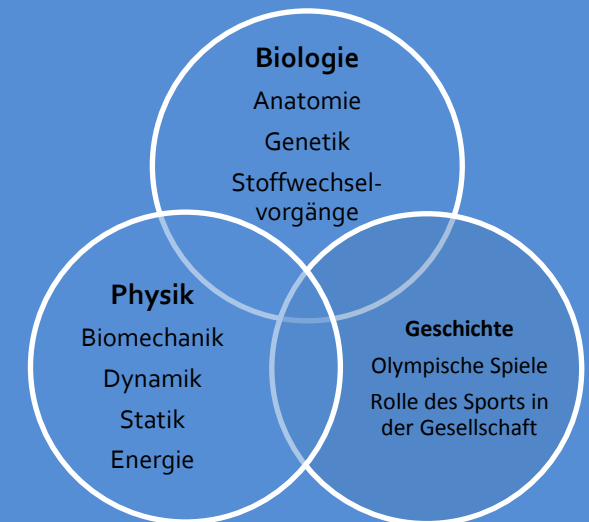 Biologie
Anatomie
Genetik
Stoffwechsel-
vorgänge
Physik
Biomechanik
Dynamik
Statik
Energie
Geschichte
Olympische Spiele
Rolle des Sports in
der Gesellschaft